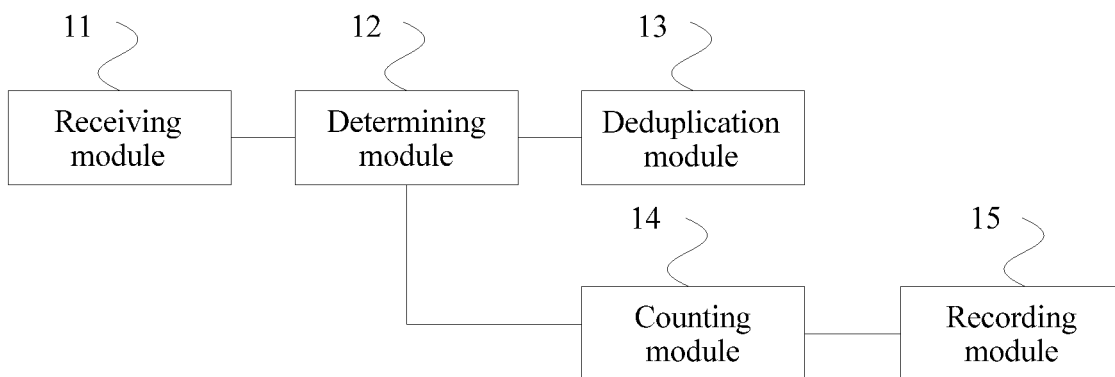 11
12
13
Receiving
module
Determining
module
Deduplication
module
14
15
Counting
module
Recording
module